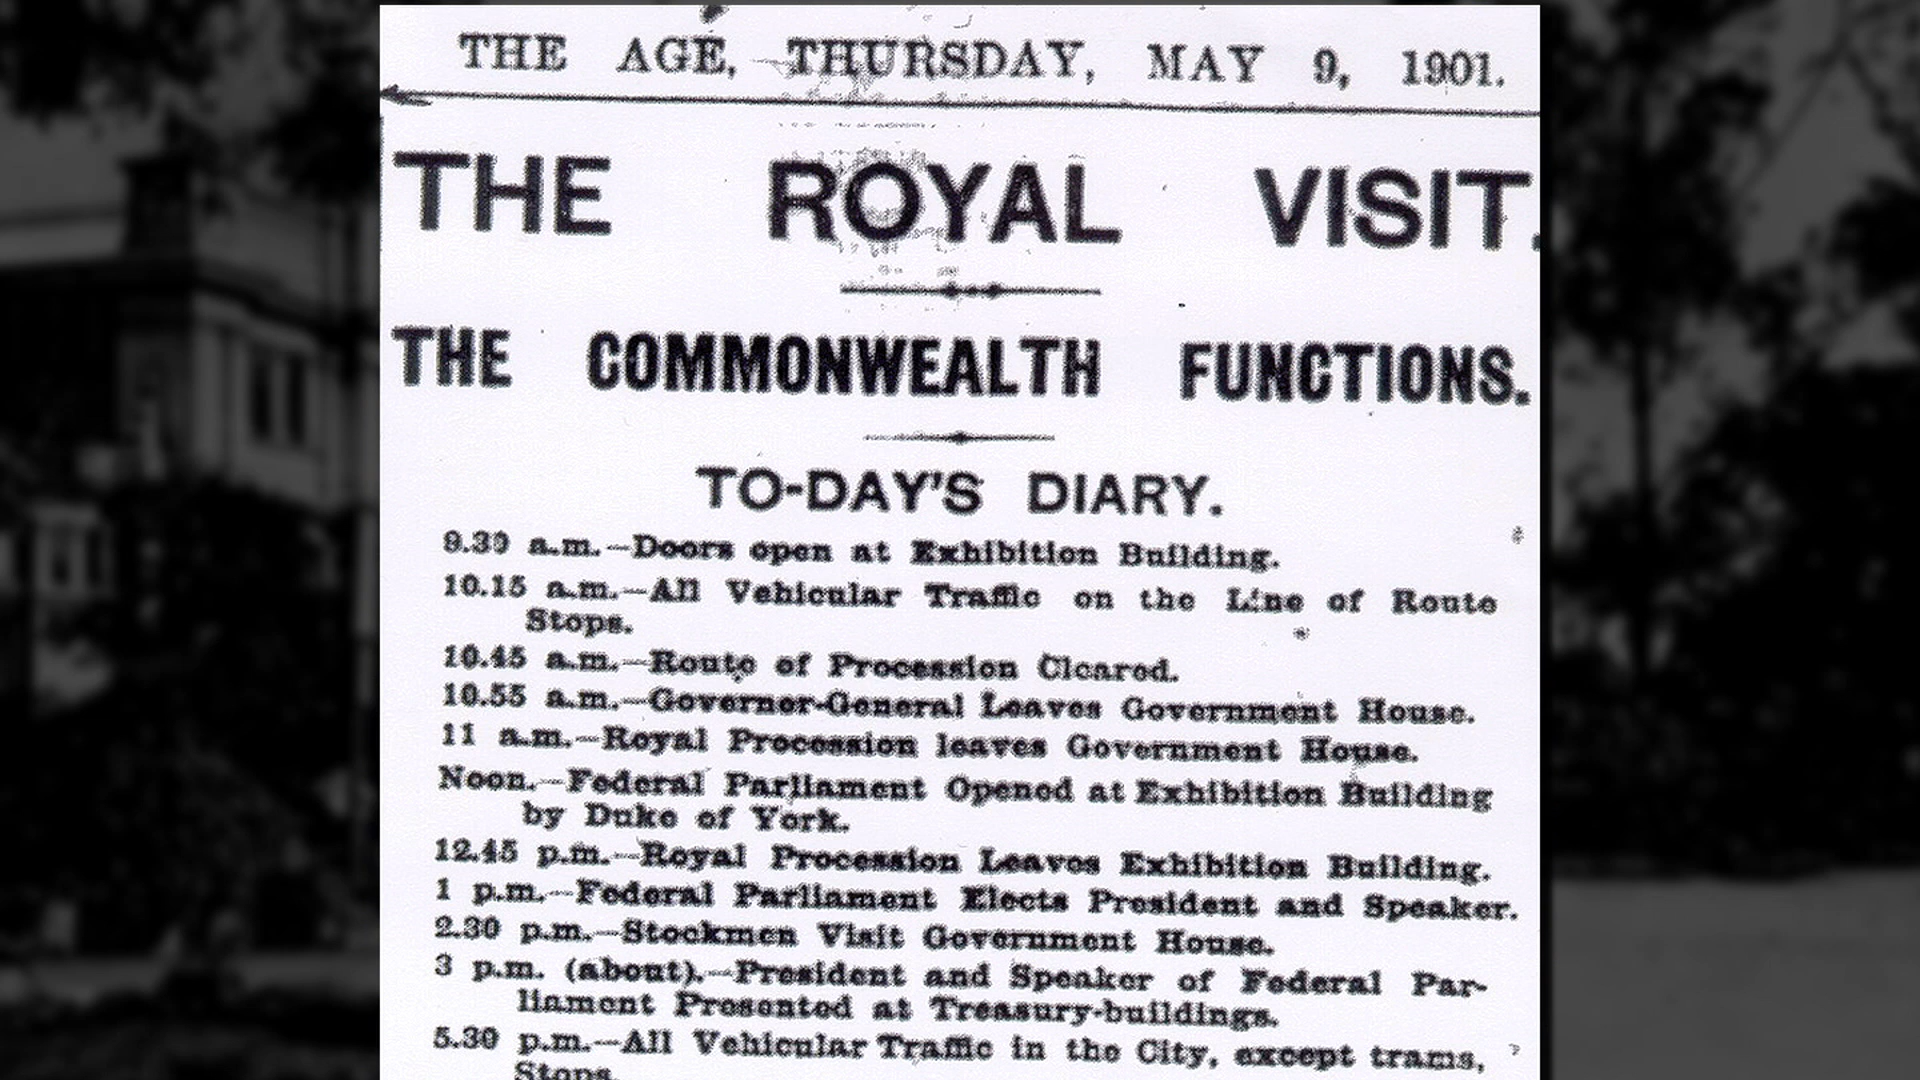 THE AGE, THURSDAY, MAY 9, 1901.
THE ROYAL VISIT.
THE COMMONWEALTH FUNCTIONS.
TO-DAY'S DIARY.
9.30 a.m.—Doors open at Exhibition Building.
10.15 a.m.—All Vehicular Traffic on the Line of Route
Stops.
10.45 a.m.—Route of Procession Cleared.
10.55 a.m.—Governor-General Leaves Government House.
11 a.m.—Royal Procession leaves Government House.
Noon.—Federal Parliament Opened at Exhibition Building
by Duke of York.
12.45 p.m.—Royal Procession Leaves Exhibition Building.
1 p.m.—Federal Parliament Elects President and Speaker.
2.30 p.m.—Stockmen Visit Government House.
3 p.m. (about).—President and Speaker of Federal Par-
liament Presented at Treasury-buildings.
5.30 p.m.—All Vehicular Traffic in the City, except trams,
Stops.